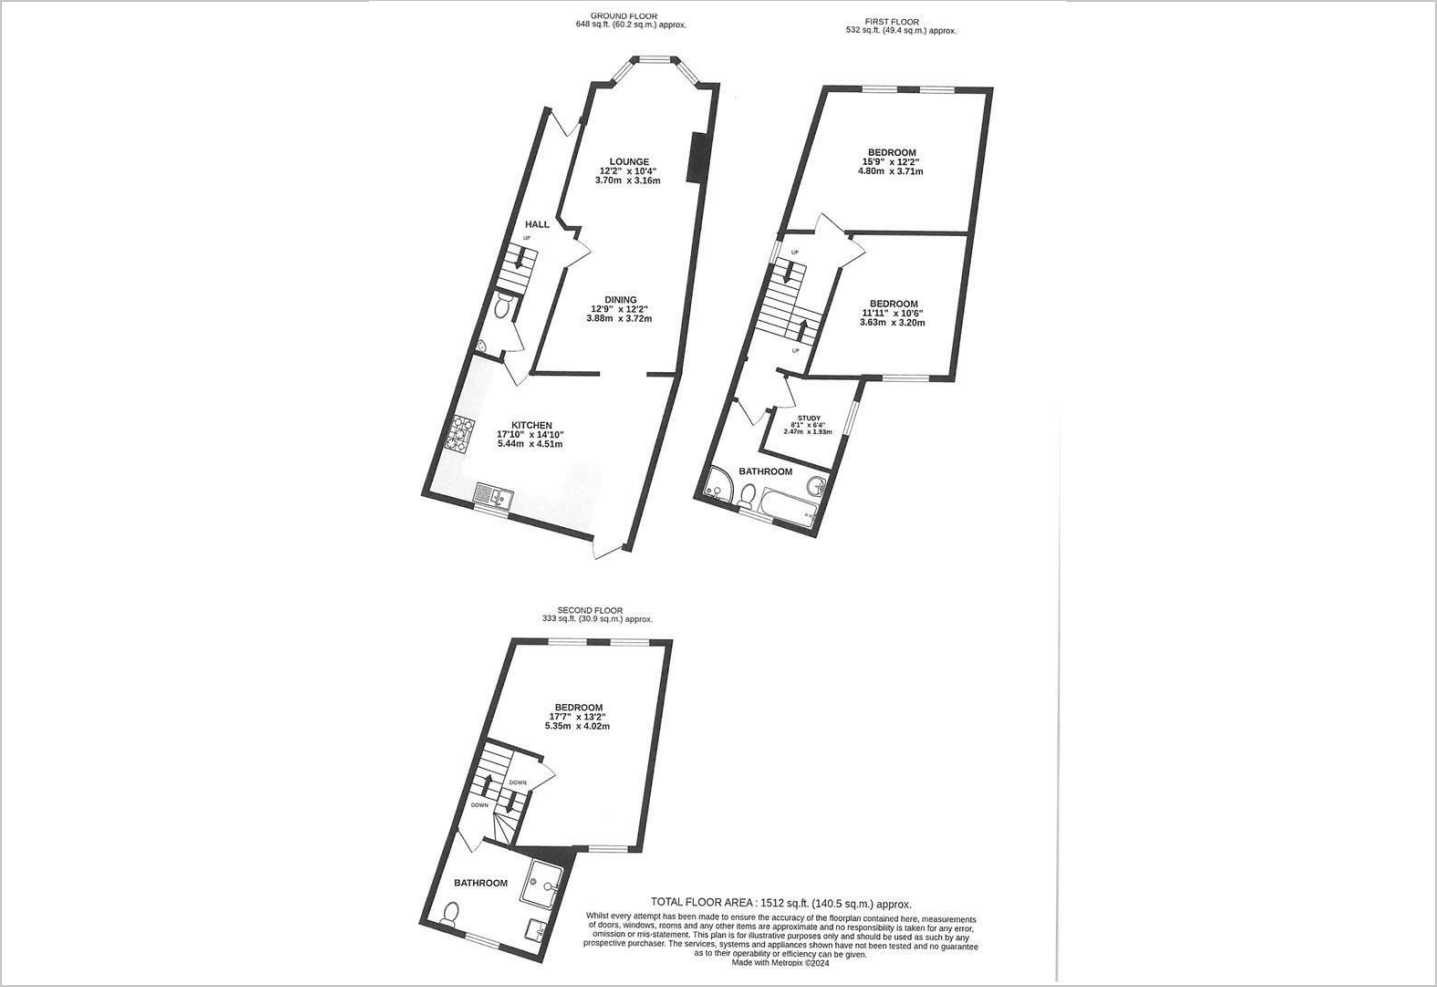 GROUND FLOOR
648 sq.ft. (60.2 sq.m.) approx.
FIRST FLOOR
532 sq.ft. (49.4 sq.m.) approx.
LOUNGE
12'2" x 10'4"
3.70m x 3.16m
HALL
UP
DINING
12'9" x 12'2"
3.88m x 3.72m
KITCHEN
17'10" x 14'10"
5.44m x 4.51m
BEDROOM
15'9" x 12'2"
4.80m x 3.71m
UP
BEDROOM
11'11" x 10'6"
3.63m x 3.20m
UP
STUDY
8'1" x 6'4"
2.47m x 1.93m
BATHROOM
SECOND FLOOR
333 sq.ft. (30.9 sq.m.) approx.
BEDROOM
17'7" x 13'2"
5.35m x 4.02m
DOWN
DOWN
BATHROOM
TOTAL FLOOR AREA : 1512 sq.ft. (140.5 sq.m.) approx.
Whilst every attempt has been made to ensure the accuracy of the floorplan contained here, measurements
of doors, windows, rooms and any other items are approximate and no responsibility is taken for any error,
omission or mis-statement. This plan is for illustrative purposes only and should be used as such by any
prospective purchaser. The services, systems and appliances shown have not been tested and no guarantee
as to their operability or efficiency can be given.
Made with Metropix ©2024